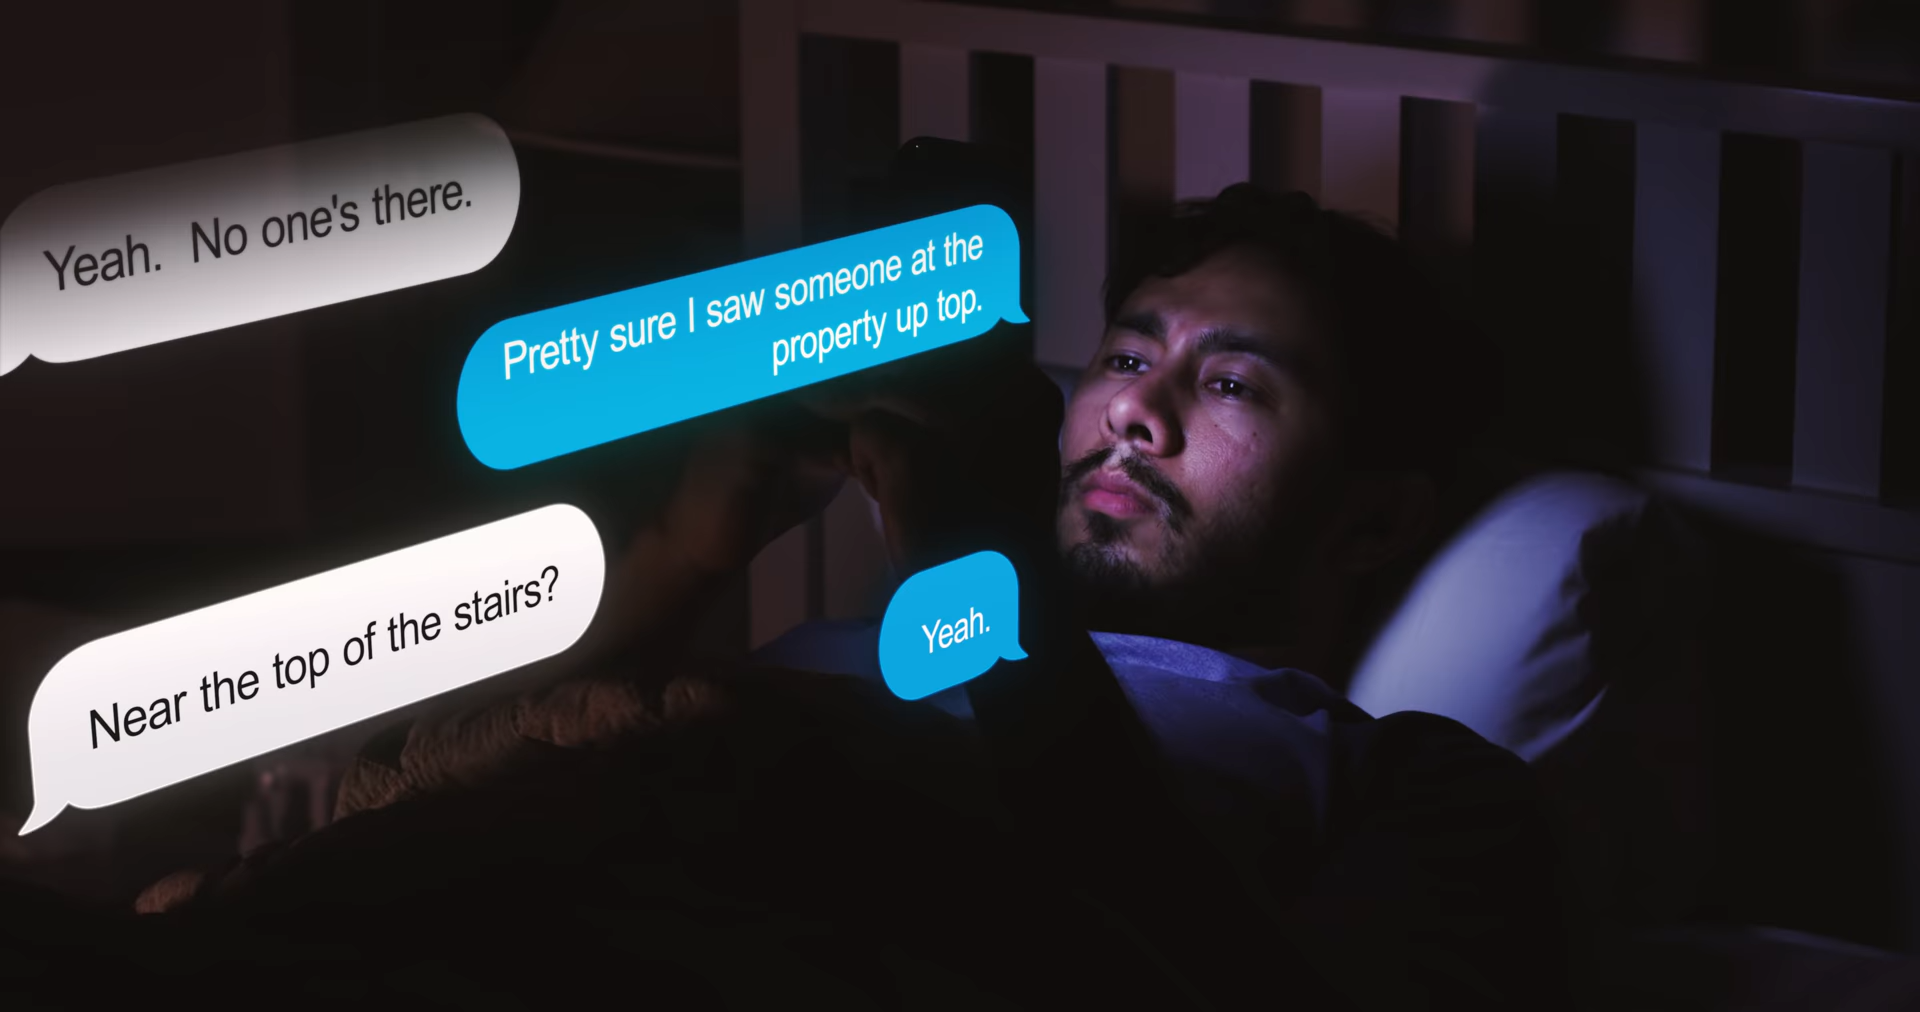 Yeah. No one's there.
Pretty sure I saw someone at the
property up top.
Near the top of the stairs?
Yeah.